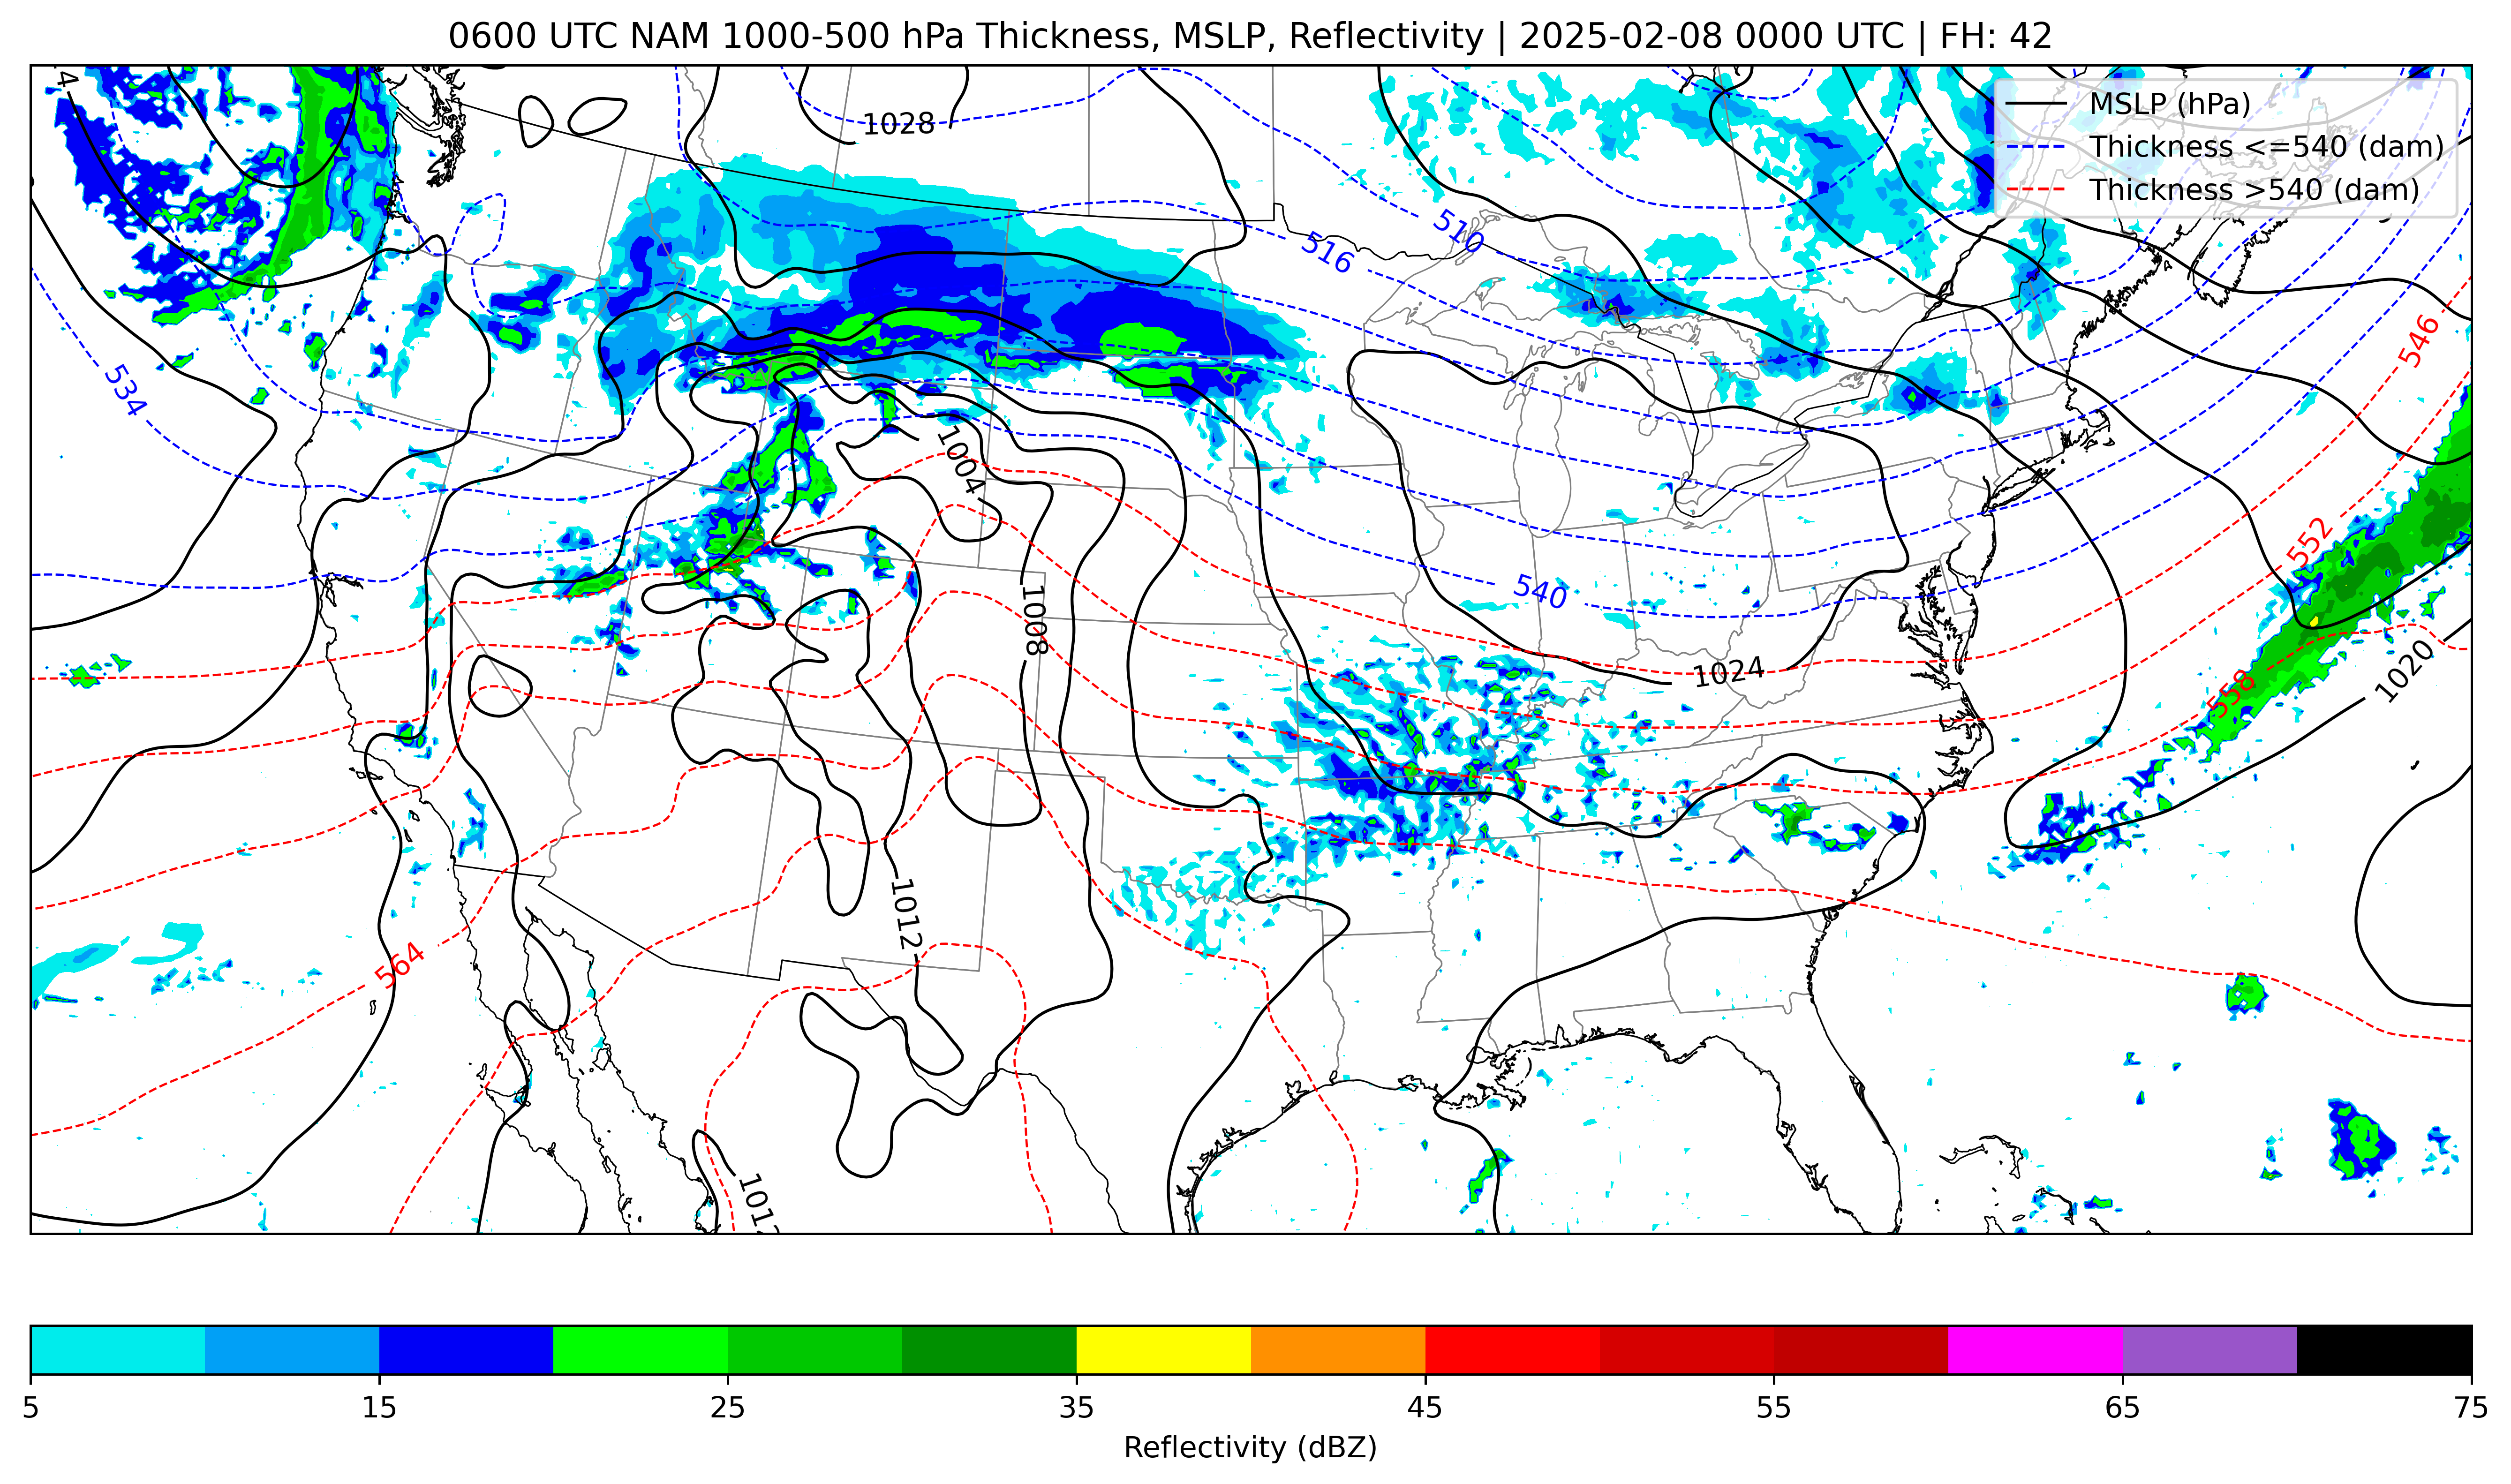 0600 UTC NAM 1000-500 hPa Thickness, MSLP, Reflectivity | 2025-02-08 0000 UTC | FH: 42
MSLP (hPa)
Thickness <=540 (dam)
Thickness >540 (dam)
4
1028
510
516
534
546
1004
552
540
1008
1024
558
1020
1012
564
1012
5 15 25 35 45 55 65 75
Reflectivity (dBZ)